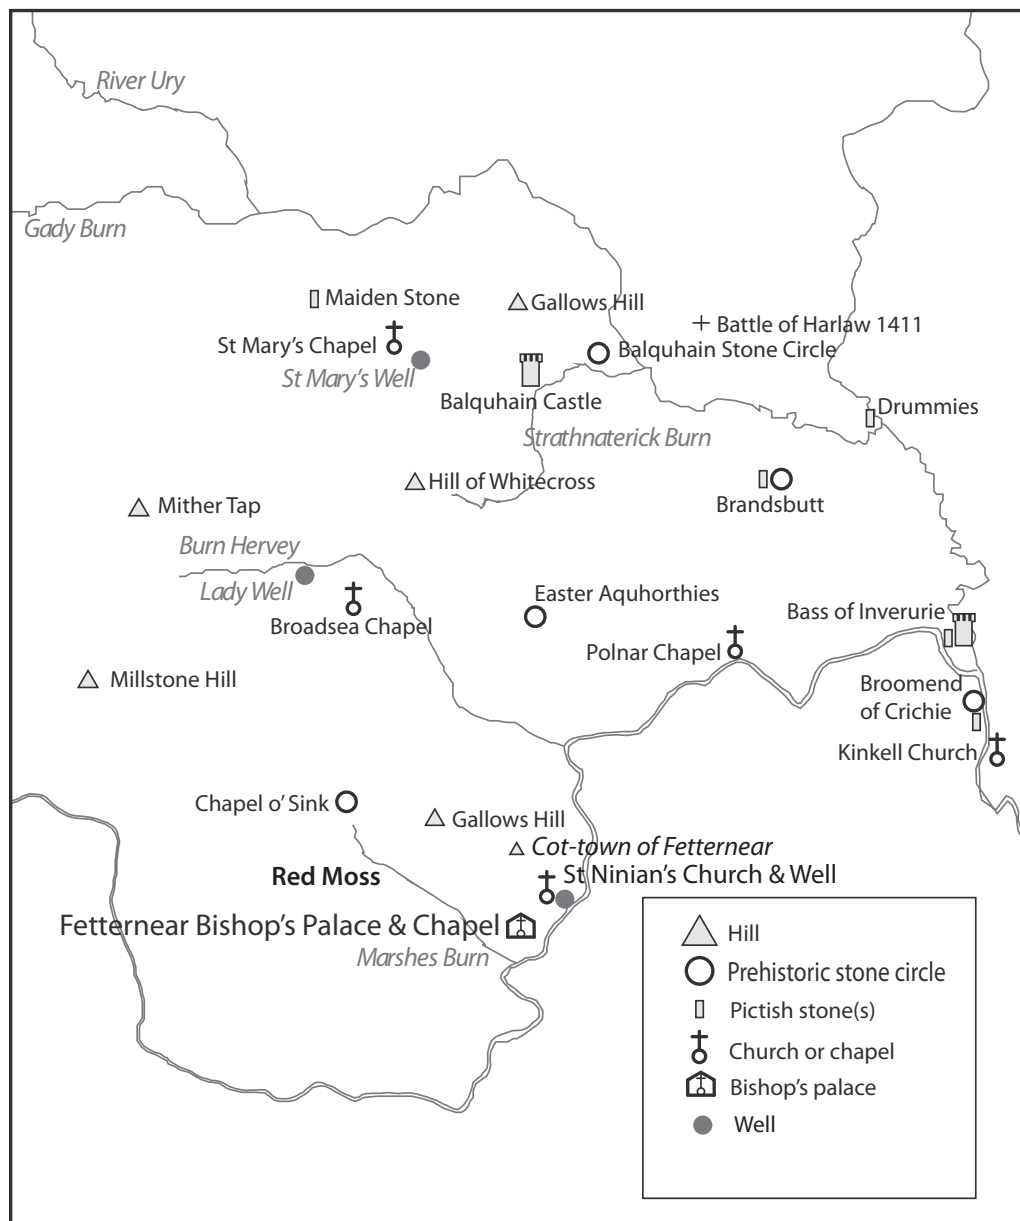 River Ury
Gady Burn
Maiden Stone
Gallows Hill
Battle of Harlaw 1411
St Mary's Chapel
Balquhain Stone Circle
St Mary's Well
Balquhain Castle
Drummies
Strathnaterick Burn
Hill of Whitecross
Mither Tap
Brandsbutt
Burn Hervey
Lady Well
Easter Aquhorthies
Broadsea Chapel
Bass of Inverurie
Polnar Chapel
Millstone Hill
Broomend
of Crichie
Kinkell Church
Chapel o' Sink
Gallows Hill
Cot-town of Fetternear
Red Moss
St Ninian's Church & Well
Fetternear Bishop's Palace & Chapel
Marshes Burn
Hill
Prehistoric stone circle
Pictish stone(s)
Church or chapel
Bishop's palace
Well